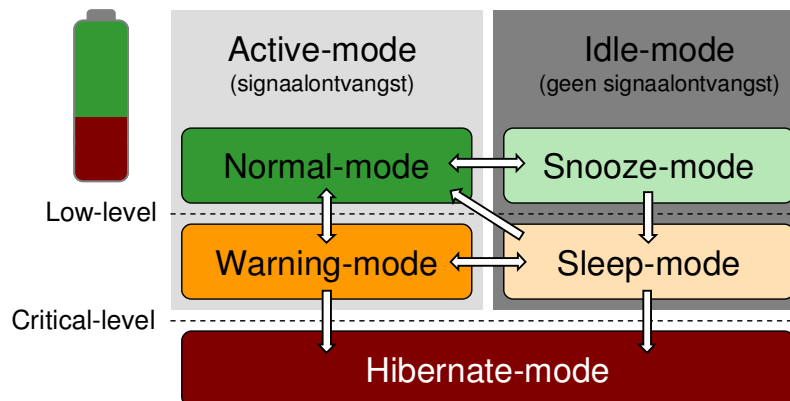 Active-mode
(signaalontvangst)
Idle-mode
(geen signaalontvangst)
Normal-mode
Snooze-mode
Low-level
Warning-mode
Sleep-mode
Critical-level
Hibernate-mode